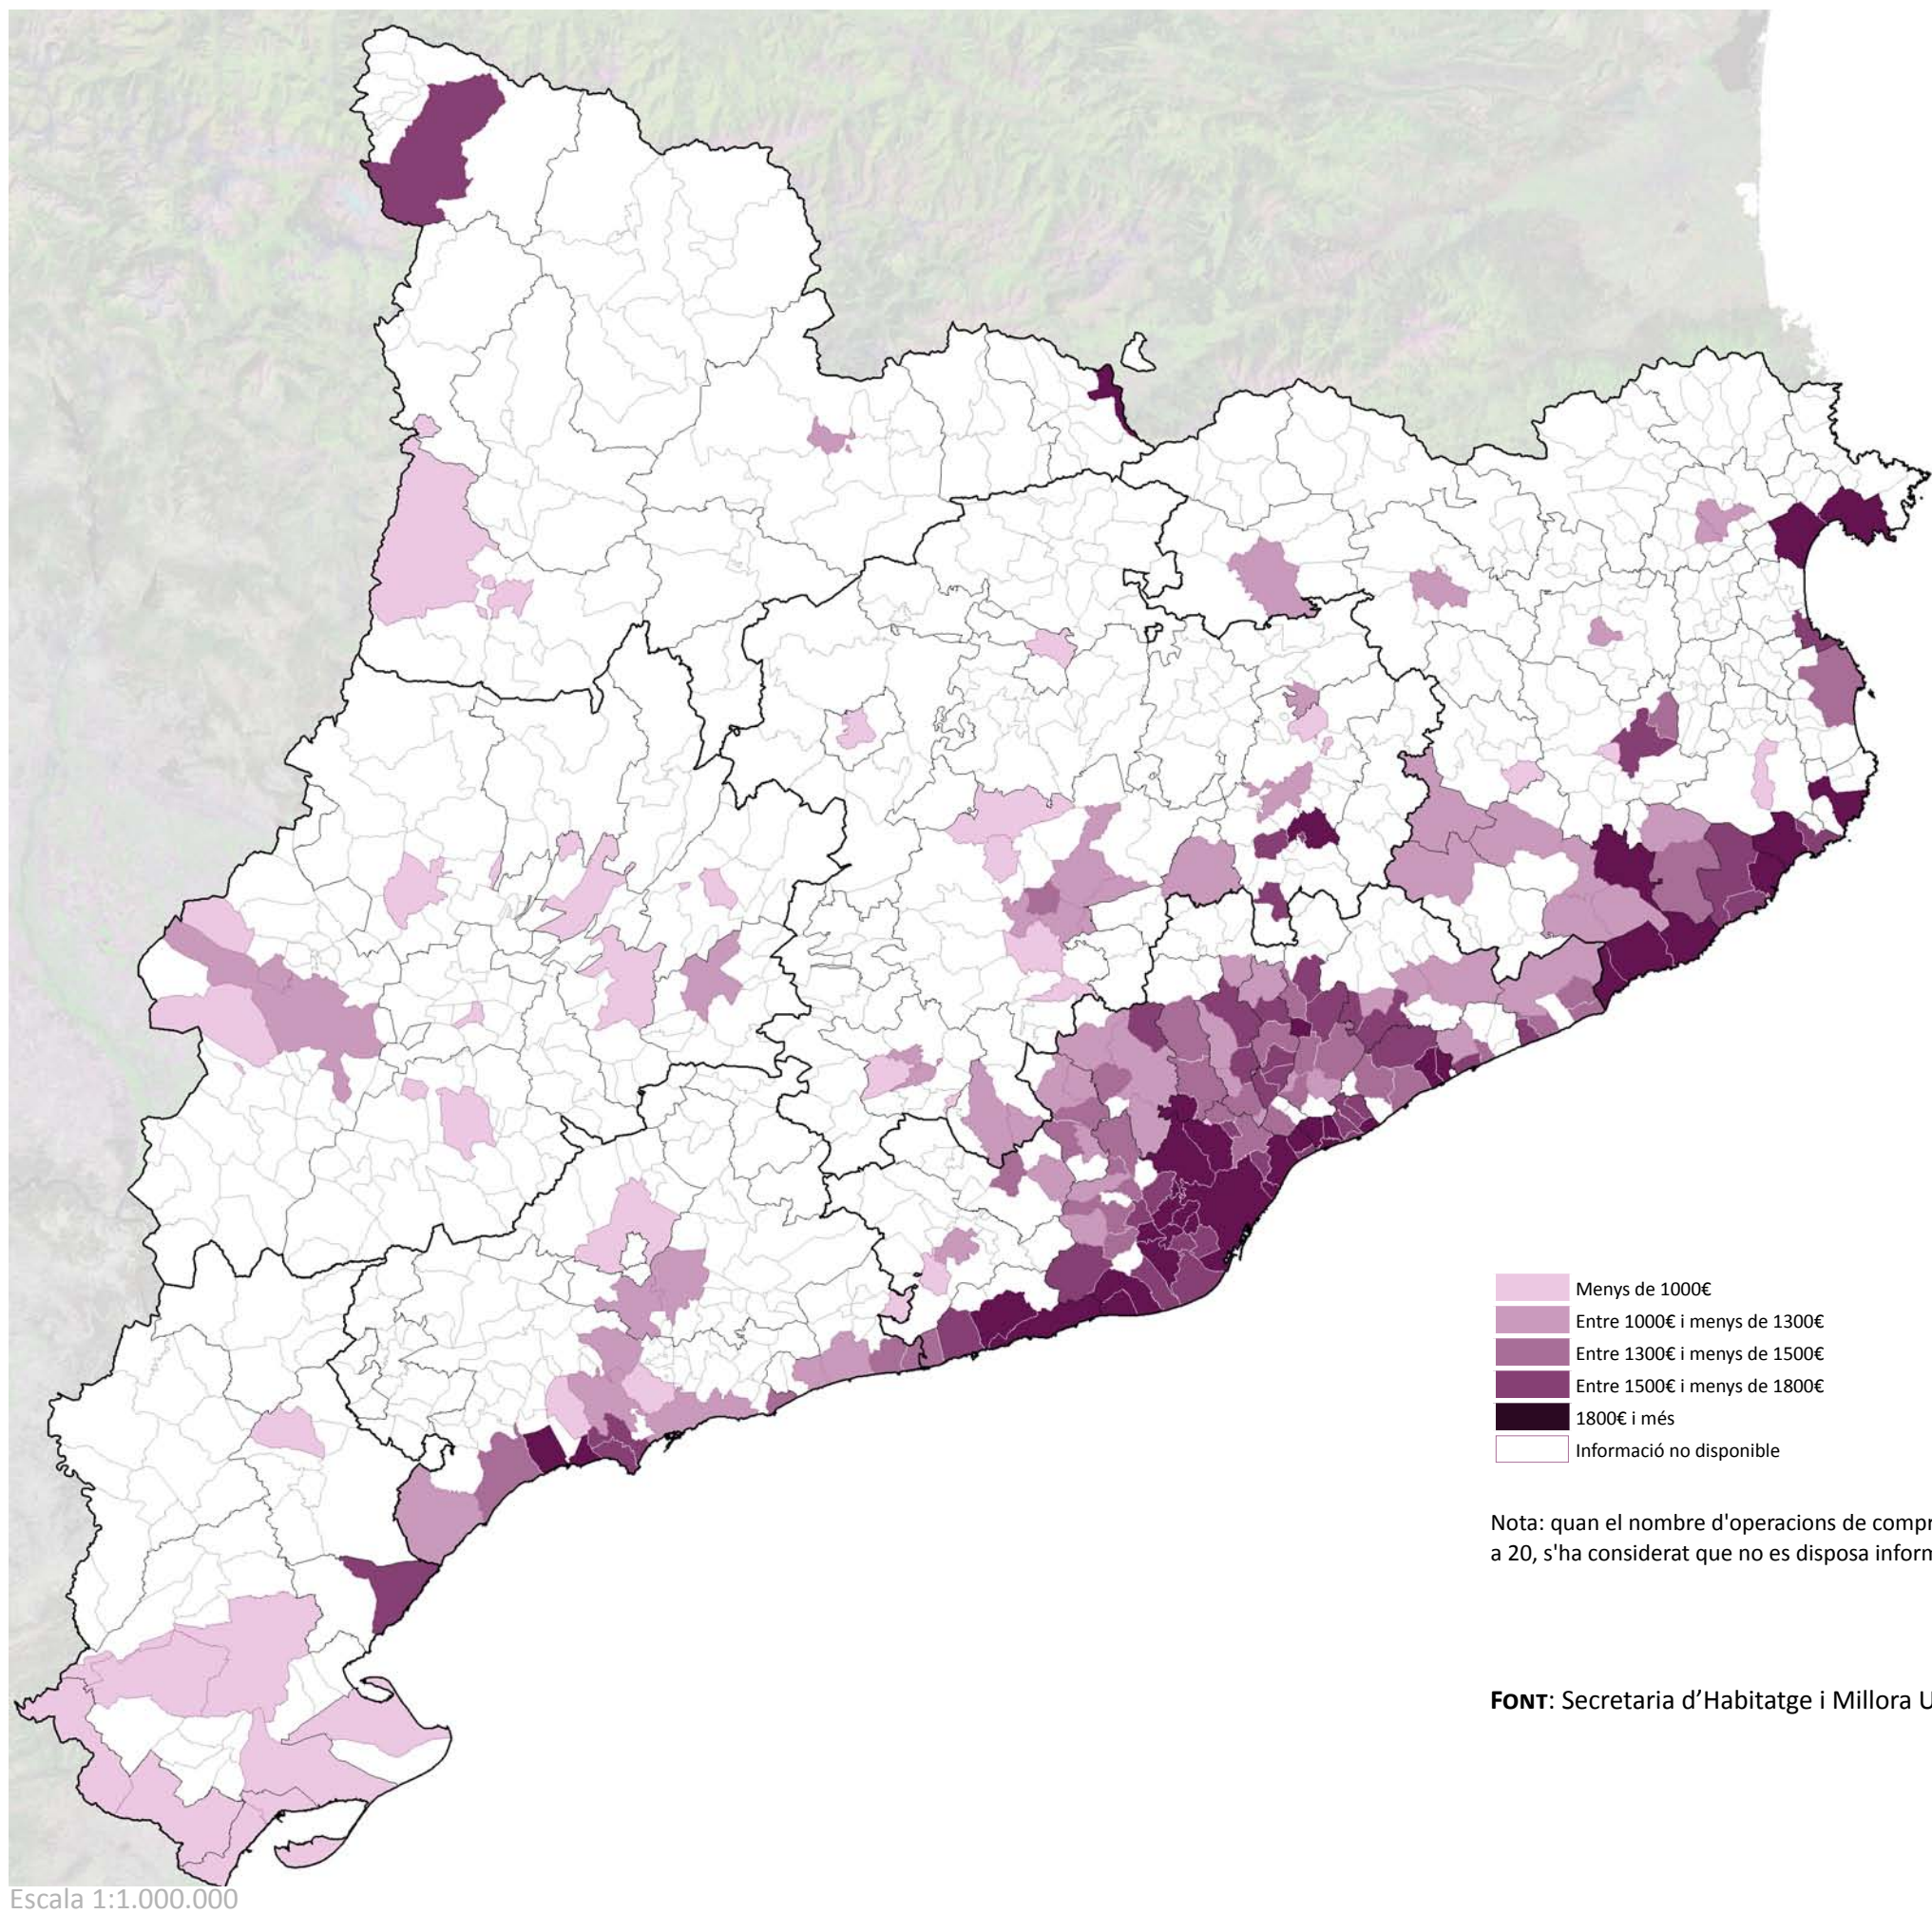 Menys de 1000€
Entre 1000€ i menys de 1300€
Entre 1300€ i menys de 1500€
Entre 1500€ i menys de 1800€
1800€ i més
Informació no disponible
Nota: quan el nombre d'operacions de compr
a 20, s'ha considerat que no es disposa inform
FONT: Secretaria d’Habitatge i Millora U
Escala 1:1.000.000